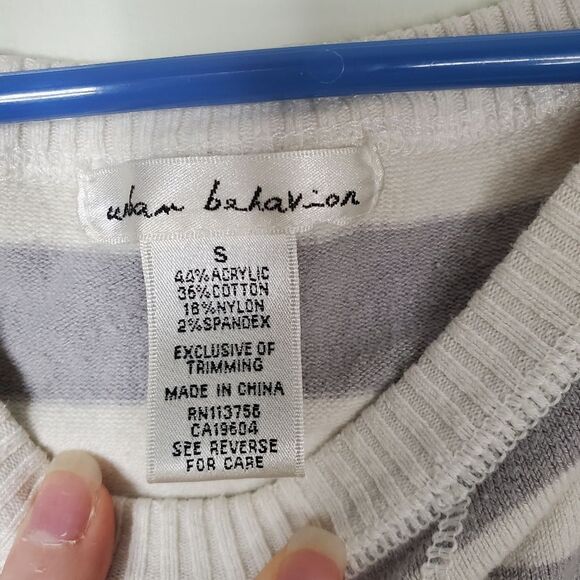 urban behavior
S
44%ACRYLIC
36%COTTON
18%NYLON
2%SPANDEX
EXCLUSIVE OF
TRIMMING
MADE IN CHINA
RN113756
CA19604
SEE REVERSE
FOR CARE